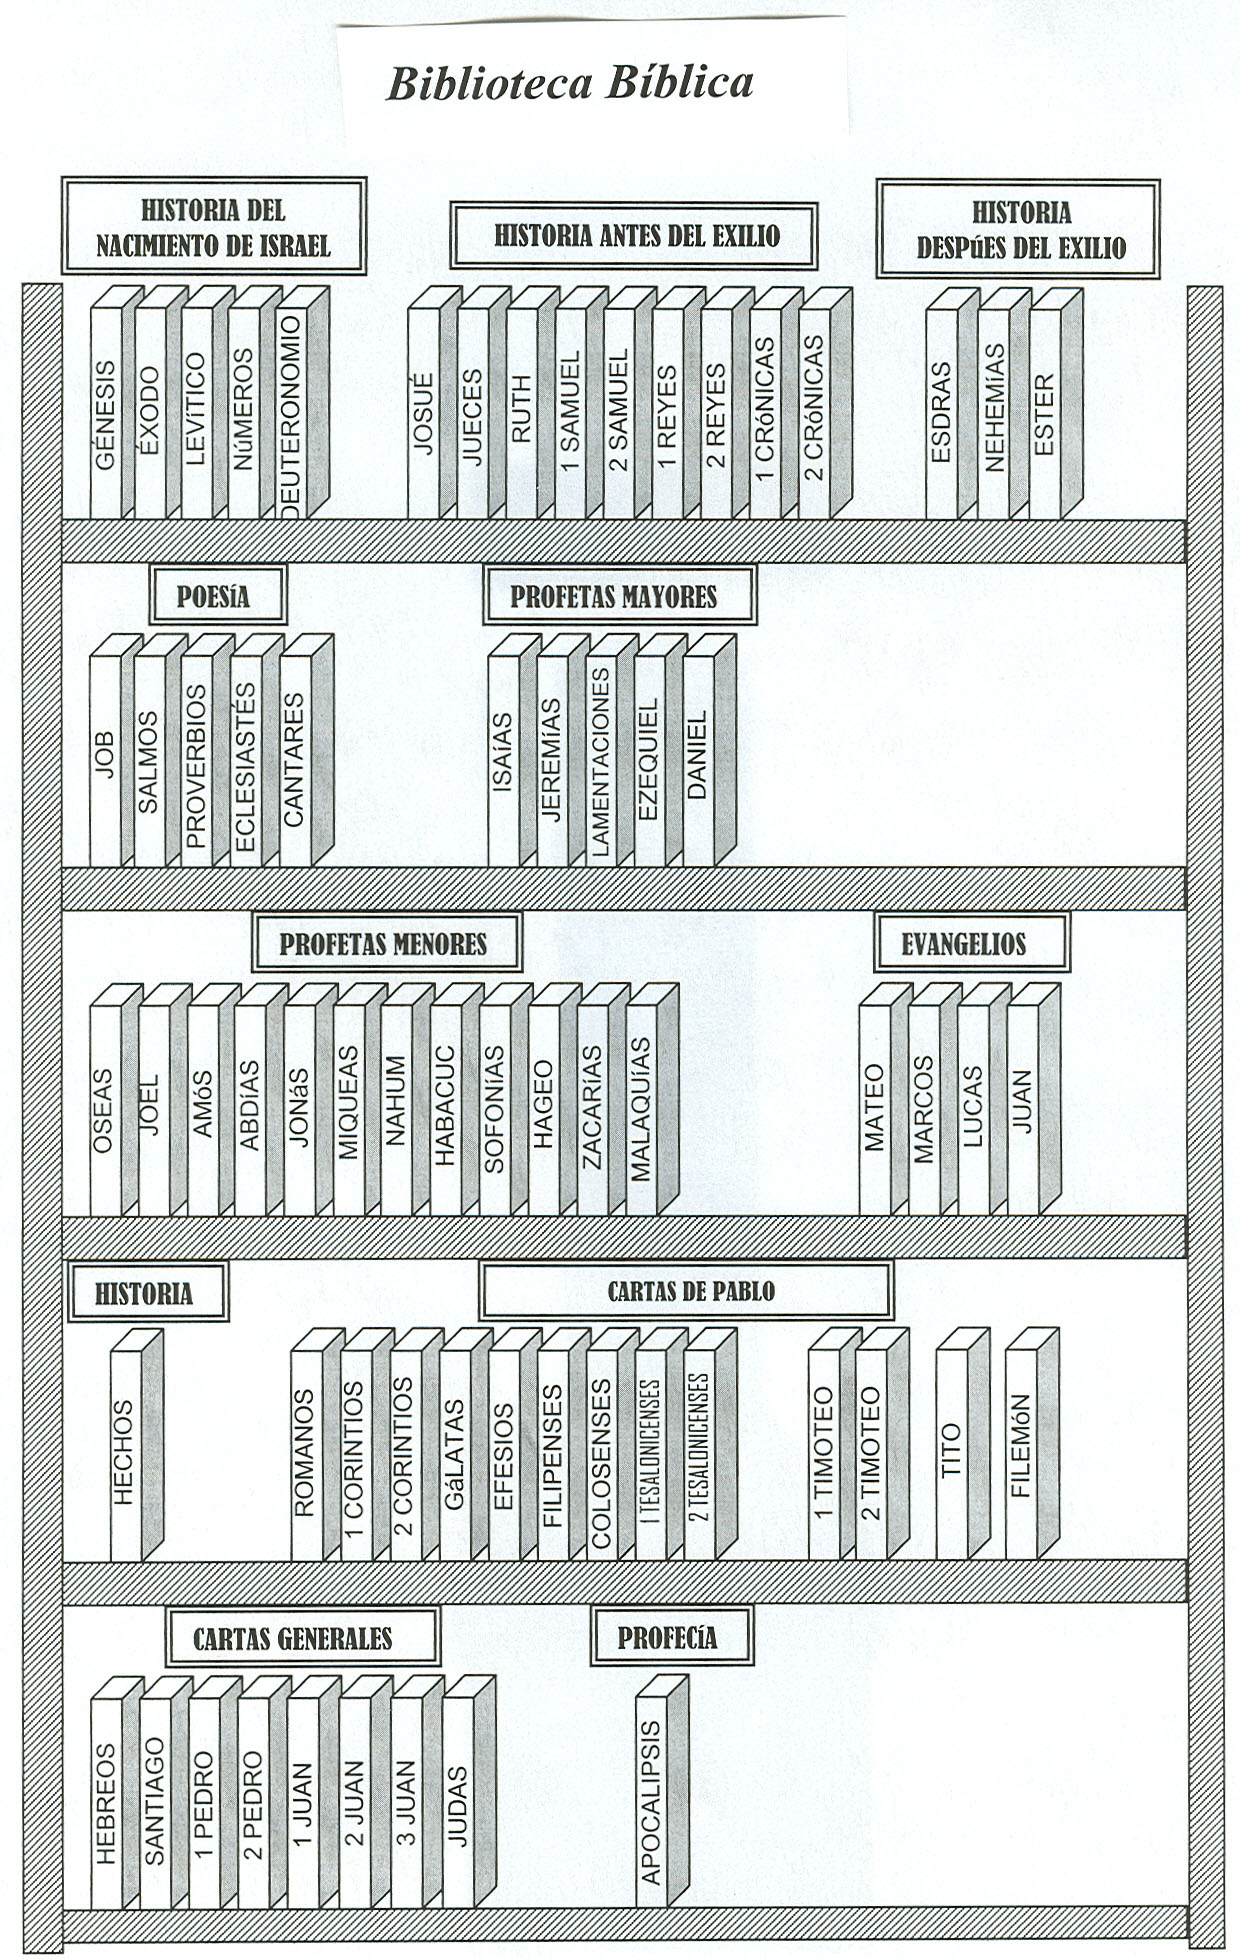 Biblioteca Bíblica
HISTORIA DEL
NACIMIENTO DE ISRAEL
HISTORIA ANTES DEL EXILIO
HISTORIA
DESPúES DEL EXILIO
GÉNESIS
ÉXODO
LEVíTICO
NúMEROS
DEUTERONOMIO
JOSUÉ
JUECES
RUTH
1 SAMUEL
2 SAMUEL
1 REYES
2 REYES
1 CRóNICAS
2 CRóNICAS
ESDRAS
NEHEMíAS
ESTER
POESíA
PROFETAS MAYORES
JOB
SALMOS
PROVERBIOS
ECLESIASTÉS
CANTARES
ISAíAS
JEREMíAS
LAMENTACIONES
EZEQUIEL
DANIEL
PROFETAS MENORES
EVANGELIOS
OSEAS
JOEL
AMóS
ABDíAS
JONáS
MIQUEAS
NAHUM
HABACUC
SOFONíAS
HAGEO
ZACARíAS
MALAQUíAS
MATEO
MARCOS
LUCAS
JUAN
HISTORIA
CARTAS DE PABLO
HECHOS
ROMANOS
1 CORINTIOS
2 CORINTIOS
GáLATAS
EFESIOS
FILIPENSES
COLOSENSES
1 TESALONICENSES
2 TESALONICENSES
1 TIMOTEO
2 TIMOTEO
TITO
FILEMóN
CARTAS GENERALES
PROFECíA
HEBREOS
SANTIAGO
1 PEDRO
2 PEDRO
1 JUAN
2 JUAN
3 JUAN
JUDAS
APOCALIPSIS